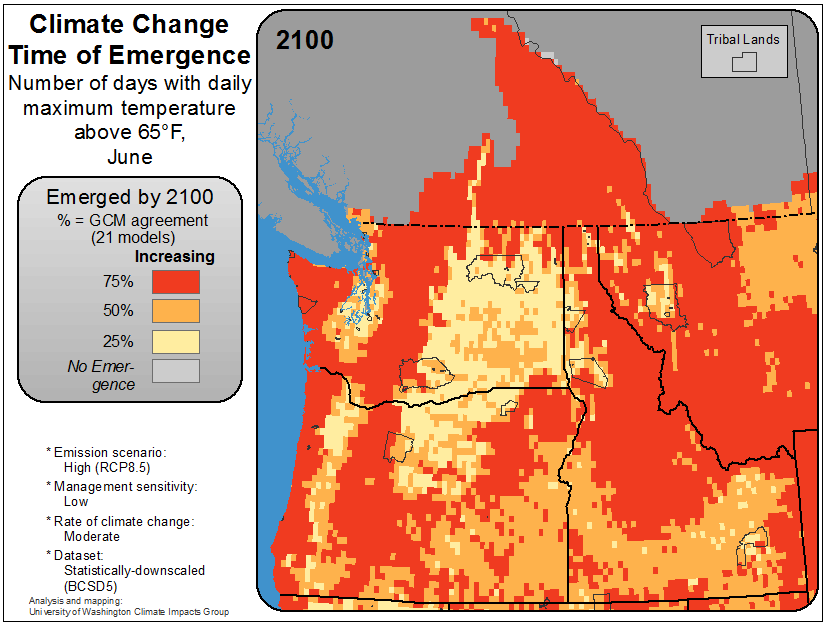 Climate Change
Time of Emergence
Number of days with daily
maximum temperature
above 65°F,
June
Emerged by 2100
% = GCM agreement
(21 models)
Increasing
75%
50%
25%
No Emer-
gence
* Emission scenario:
High (RCP8.5)
* Management sensitivity:
Low
* Rate of climate change:
Moderate
* Dataset:
Statistically-downscaled
(BCSD5)
Analysis and mapping:
University of Washington Climate Impacts Group
2100
Tribal Lands